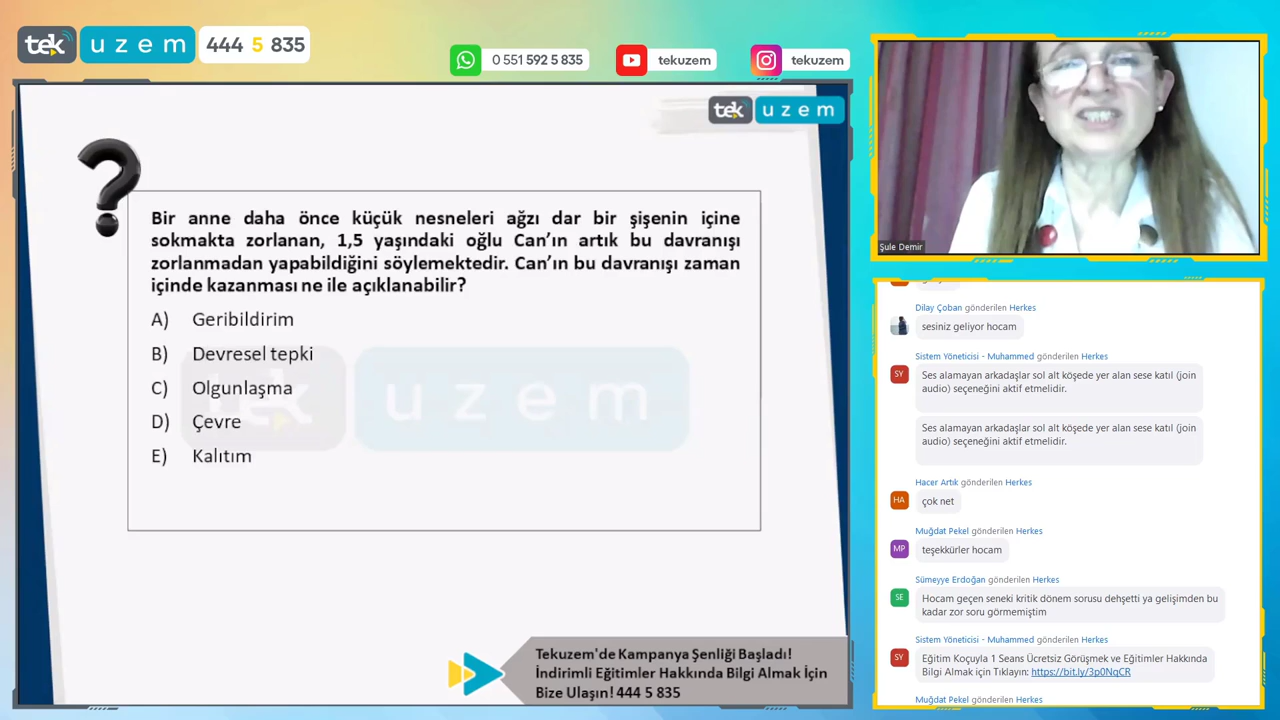 tek uzem 444 5 835
0 551 592 5 835
tekuzem
tekuzem
tek uzem
Bir anne daha önce küçük nesneleri ağzı dar bir şişenin içine
sokmakta zorlanan, 1,5 yaşındaki oğlu Can'ın artık bu davranışı
zorlanmadan yapabildiğini söylemektedir. Can'ın bu davranışı zaman
içinde kazanması ne ile açıklanabilir?
A) Geribildirim
B) Devresel tepki
C) Olgunlaşma
D) Çevre
E) Kalıtım
uzem
Tekuzem'de Kampanya Şenliği Başladı!
İndirimli Eğitimler Hakkında Bilgi Almak İçin
Bize Ulaşın! 444 5 835
Şule Demir
Dilay Çoban gönderilen Herkes
sesiniz geliyor hocam
Sistem Yöneticisi - Muhammed gönderilen Herkes
SY
Ses alamayan arkadaşlar sol alt köşede yer alan sese katıl (join
audio) seçeneğini aktif etmelidir.
Ses alamayan arkadaşlar sol alt köşede yer alan sese katıl (join
audio) seçeneğini aktif etmelidir.
Hacer Artık gönderilen Herkes
HA
çok net
Muğdat Pekel gönderilen Herkes
MP
teşekkürler hocam
Sümeyye Erdoğan gönderilen Herkes
SE
Hocam geçen seneki kritik dönem sorusu dehşetti ya gelişimden bu
kadar zor soru görmemiştim
Sistem Yöneticisi - Muhammed gönderilen Herkes
SY
Eğitim Koçuyla 1 Seans Ücretsiz Görüşmek ve Eğitimler Hakkında
Bilgi Almak için Tıklayın: https://bit.ly/3p0NqCR
Muğdat Pekel gönderilen Herkes